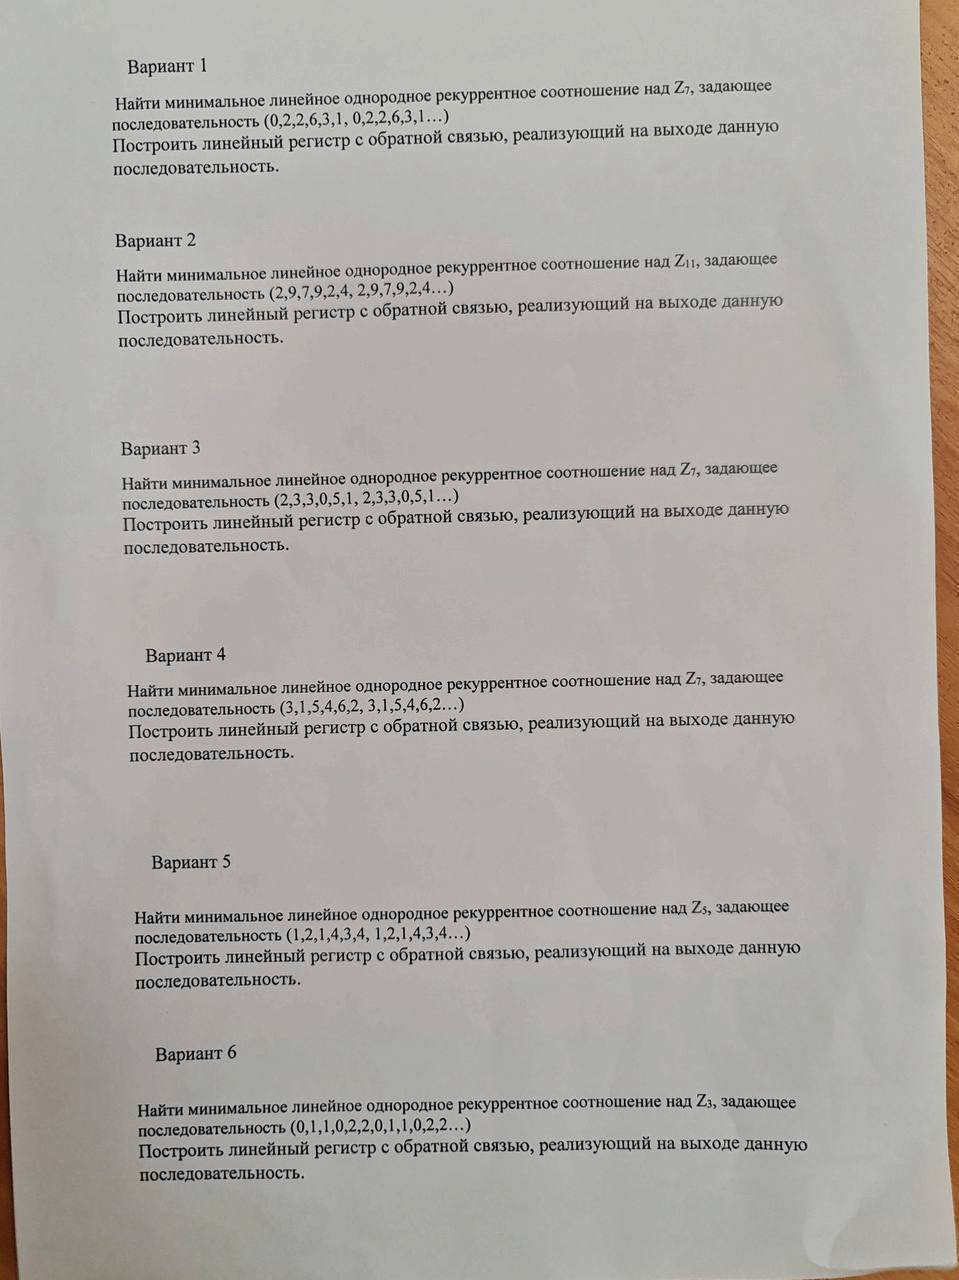 Вариант 1
Найти минимальное линейное однородное рекуррентное соотношение над Z₇, задающее
последовательность (0,2,2,6,3,1, 0,2,2,6,3,1…)
Построить линейный регистр с обратной связью, реализующий на выходе данную
последовательность.
Вариант 2
Найти минимальное линейное однородное рекуррентное соотношение над Z₁₁, задающее
последовательность (2,9,7,9,2,4, 2,9,7,9,2,4…)
Построить линейный регистр с обратной связью, реализующий на выходе данную
последовательность.
Вариант 3
Найти минимальное линейное однородное рекуррентное соотношение над Z₇, задающее
последовательность (2,3,3,0,5,1, 2,3,3,0,5,1…)
Построить линейный регистр с обратной связью, реализующий на выходе данную
последовательность.
Вариант 4
Найти минимальное линейное однородное рекуррентное соотношение над Z₇, задающее
последовательность (3,1,5,4,6,2, 3,1,5,4,6,2…)
Построить линейный регистр с обратной связью, реализующий на выходе данную
последовательность.
Вариант 5
Найти минимальное линейное однородное рекуррентное соотношение над Z₅, задающее
последовательность (1,2,1,4,3,4, 1,2,1,4,3,4…)
Построить линейный регистр с обратной связью, реализующий на выходе данную
последовательность.
Вариант 6
Найти минимальное линейное однородное рекуррентное соотношение над Z₃, задающее
последовательность (0,1,1,0,2,2,0,1,1,0,2,2…)
Построить линейный регистр с обратной связью, реализующий на выходе данную
последовательность.